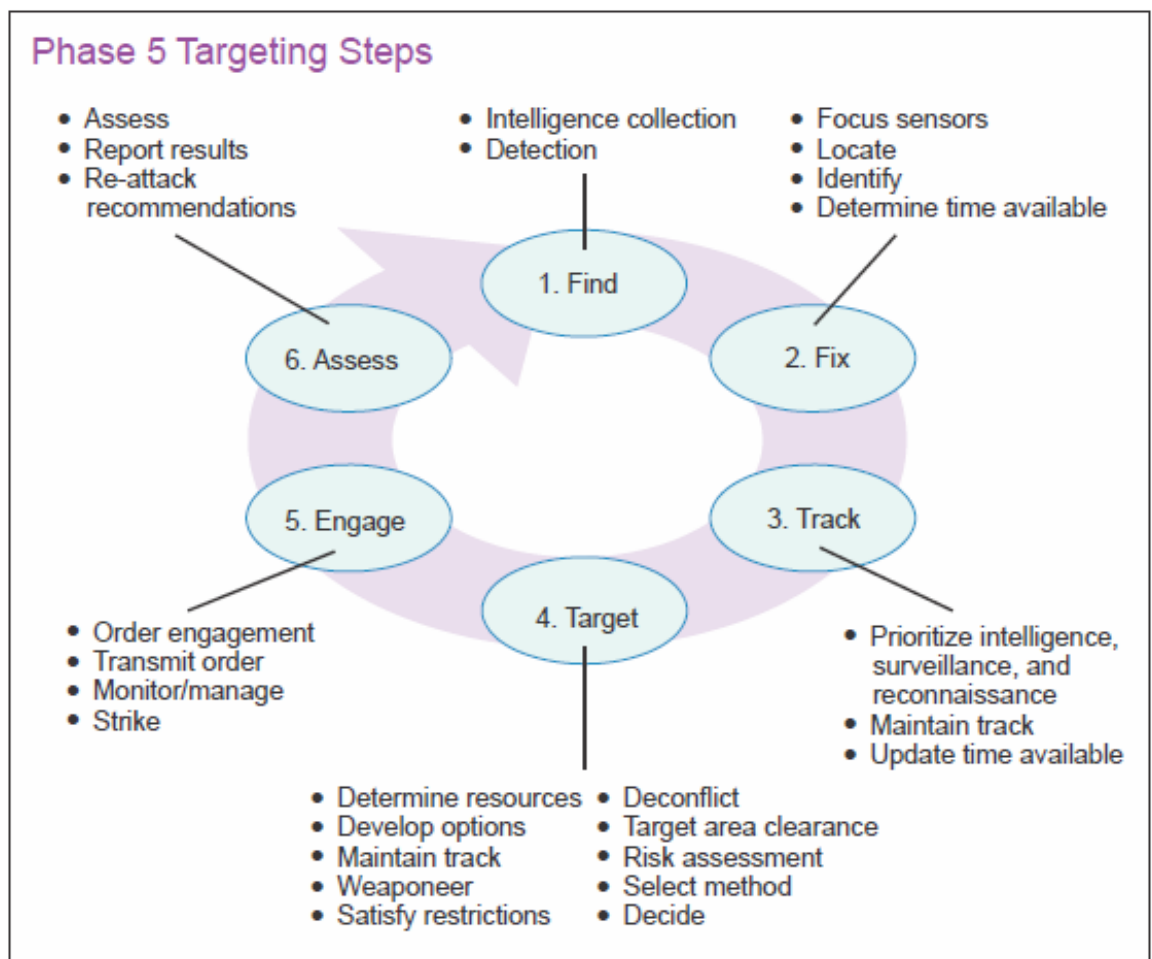 Phase 5 Targeting Steps
• Assess
• Report results
• Re-attack
recommendations
• Intelligence collection
• Detection
• Focus sensors
• Locate
• Identify
• Determine time available
1. Find
2. Fix
3. Track
4. Target
5. Engage
6. Assess
• Prioritize intelligence,
surveillance, and
reconnaissance
• Maintain track
• Update time available
• Determine resources
• Develop options
• Maintain track
• Weaponeer
• Satisfy restrictions
• Deconflict
• Target area clearance
• Risk assessment
• Select method
• Decide
• Order engagement
• Transmit order
• Monitor/manage
• Strike